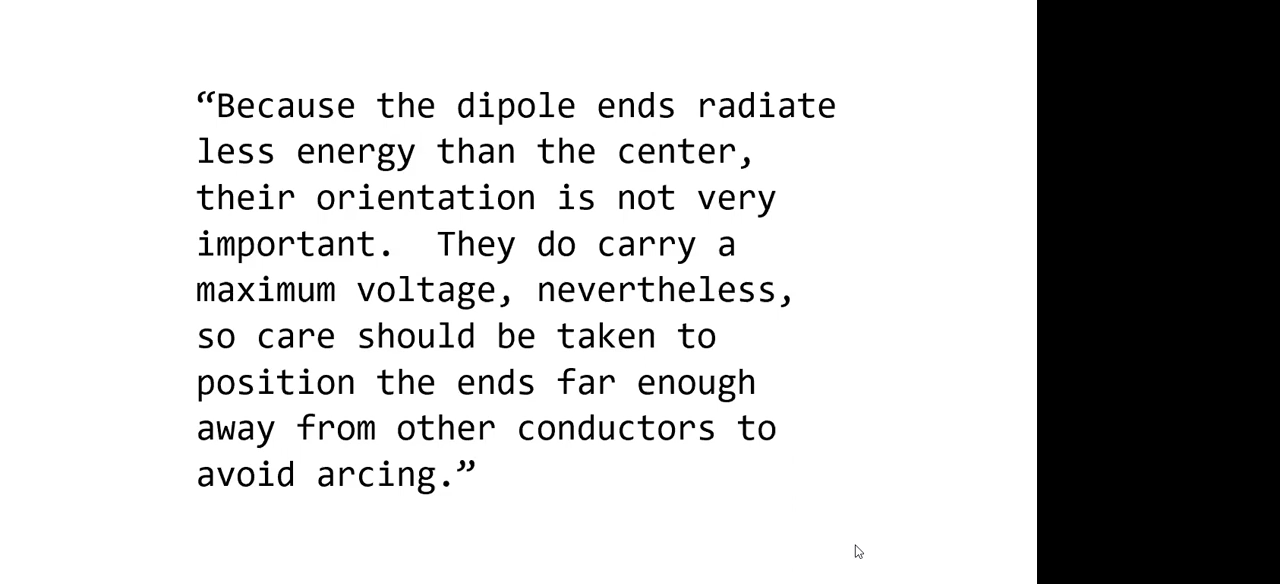 “Because the dipole ends radiate
less energy than the center,
their orientation is not very
important.  They do carry a
maximum voltage, nevertheless,
so care should be taken to
position the ends far enough
away from other conductors to
avoid arcing.”